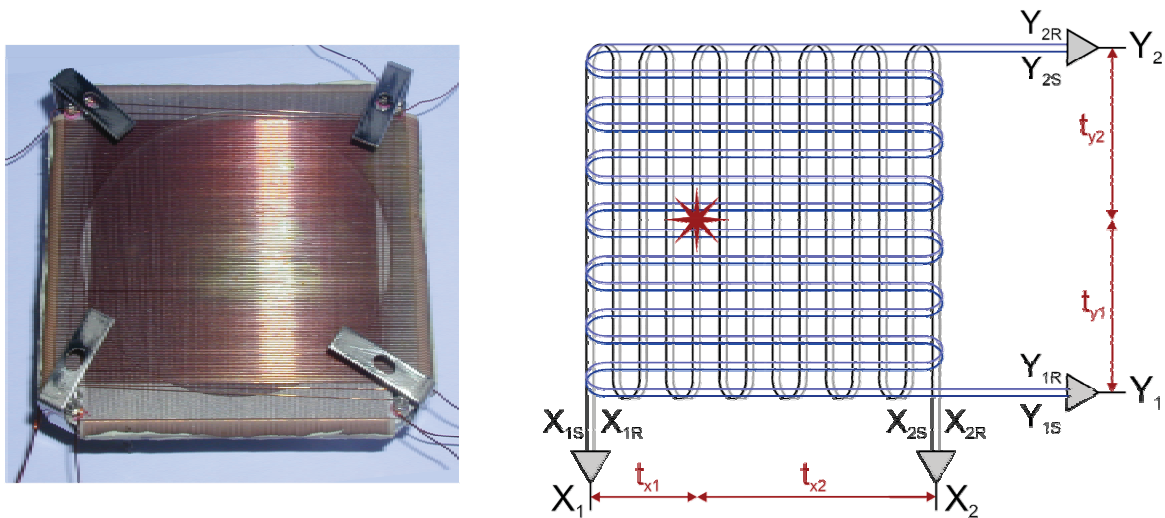 Y2R
Y2
Y2S
ty2
ty1
Y1R
Y1
Y1S
X1S X1R
X2S X2R
tx1
tx2
X1
X2